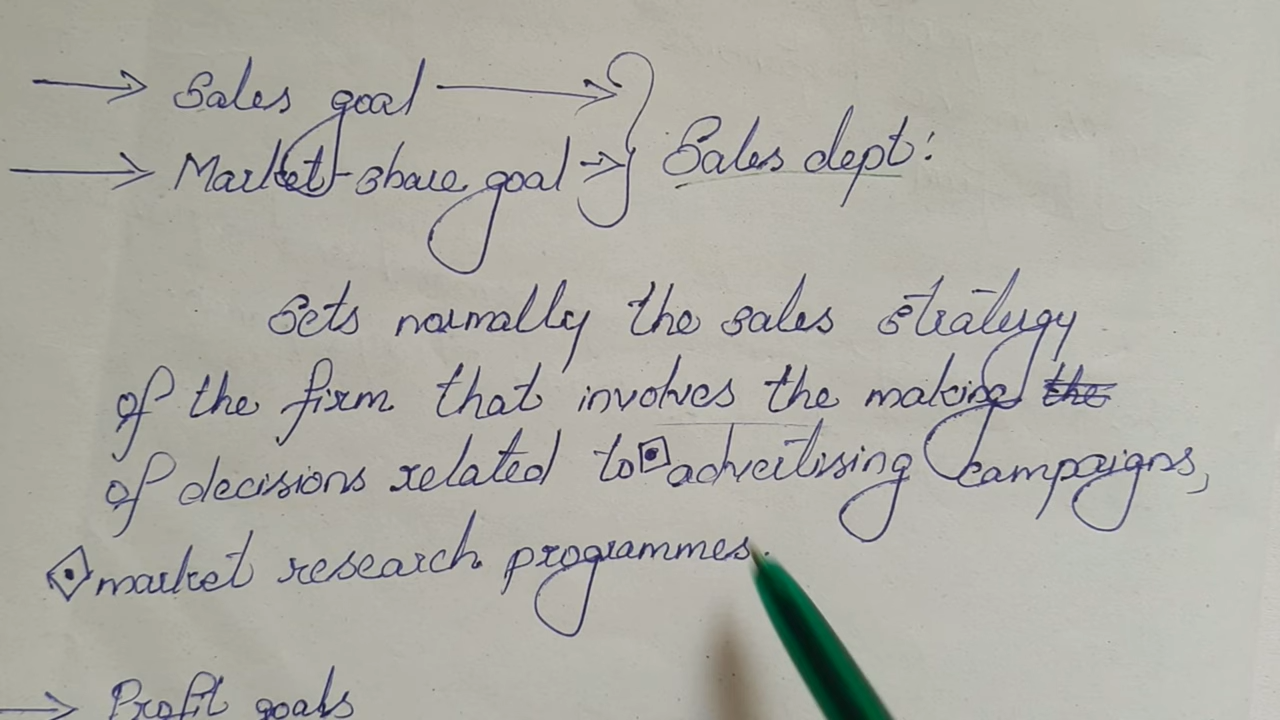 → Sales goal →
→ Market-share goal → } Sales dept:
Sets normally the sales strategy
of the firm that involves the making the
of decisions related to advertising campaigns,
market research programmes.
→ Profit goals